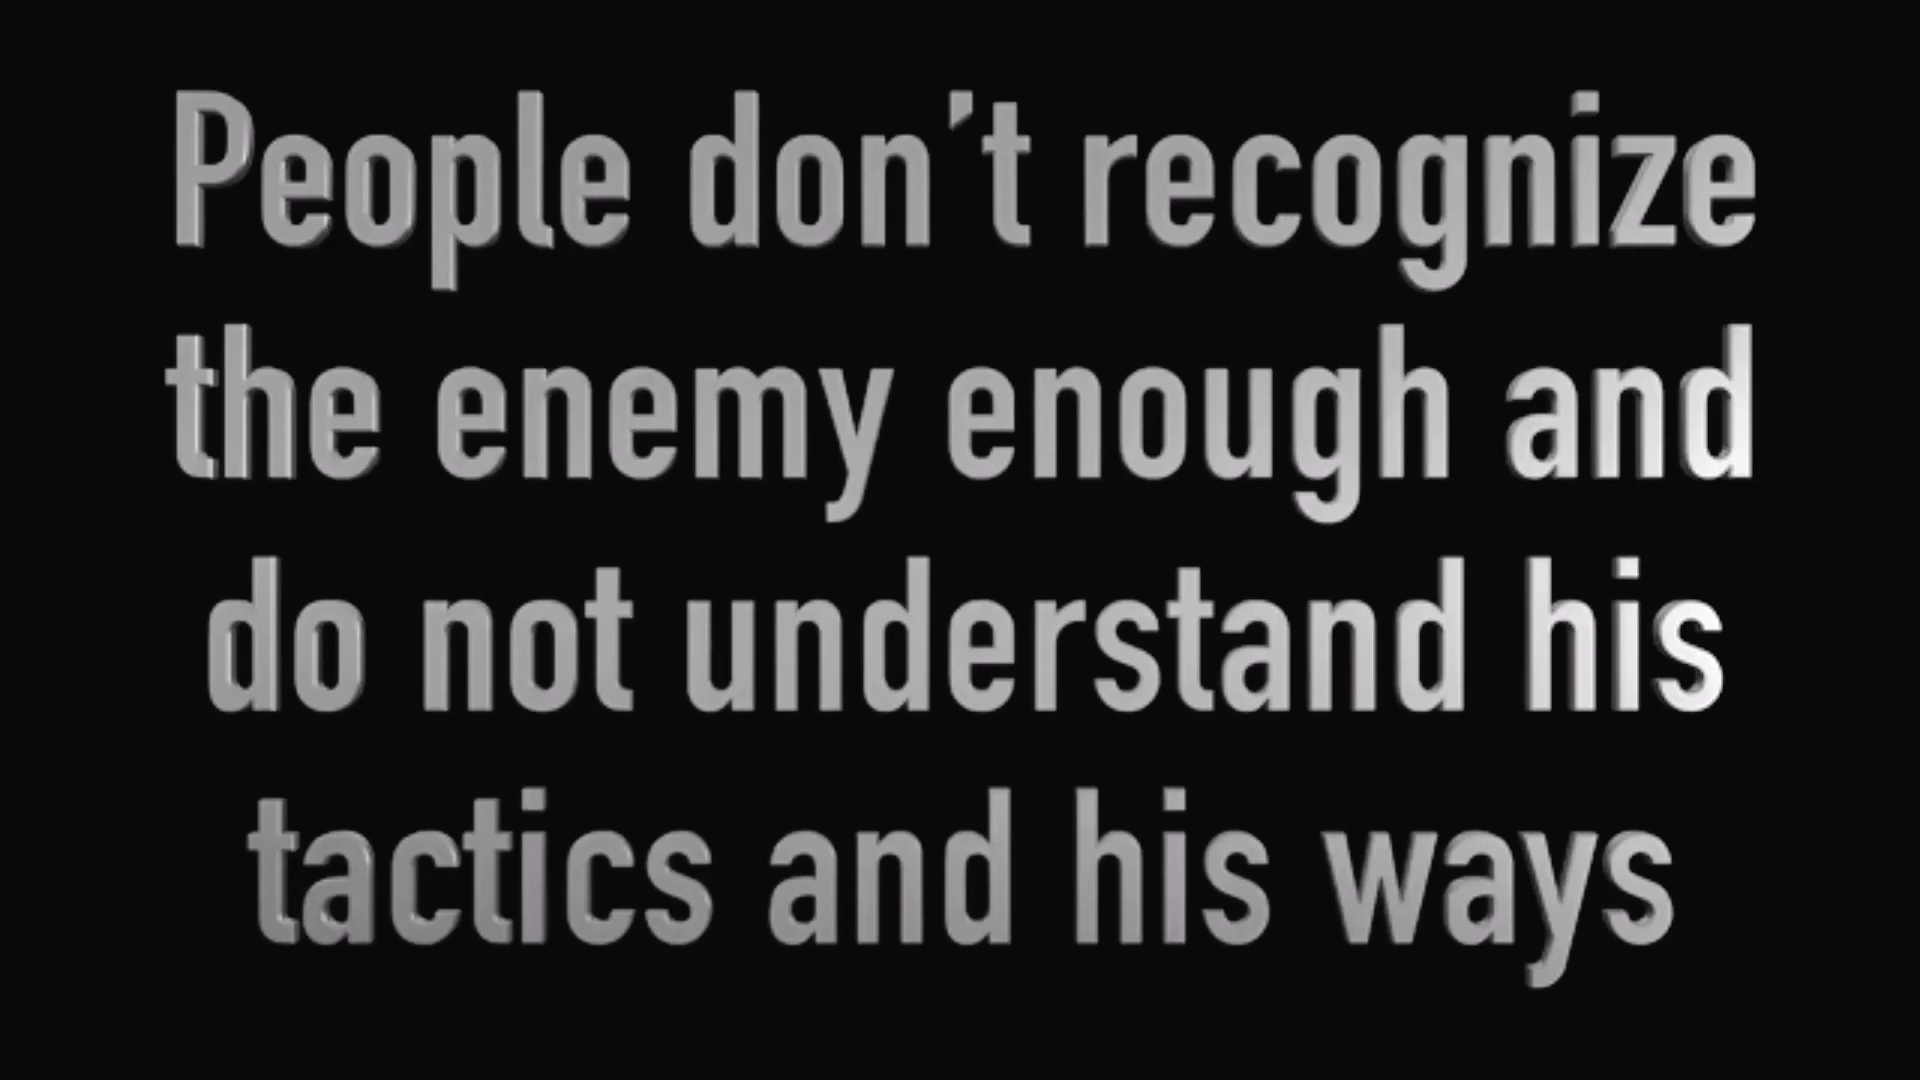 People don’t recognize
the enemy enough and
do not understand his
tactics and his ways